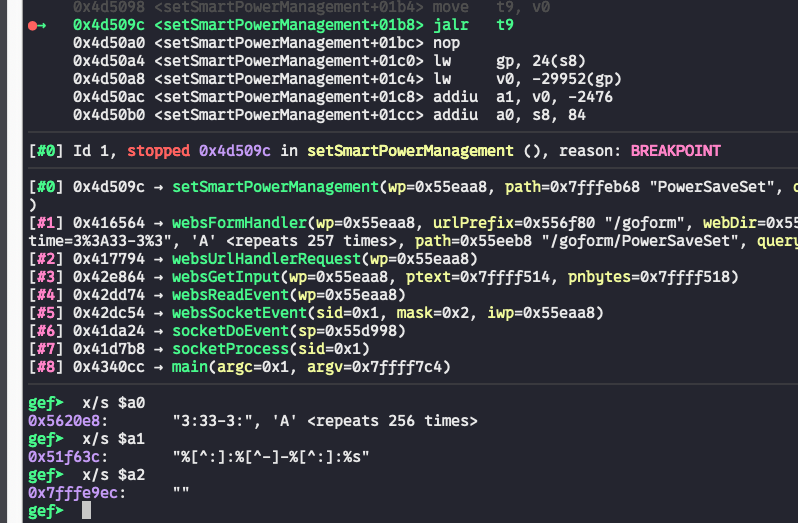 0x4d5098 <setSmartPowerManagement+01b4> move t9, v0
●→ 0x4d509c <setSmartPowerManagement+01b8> jalr t9
0x4d50a0 <setSmartPowerManagement+01bc> nop
0x4d50a4 <setSmartPowerManagement+01c0> lw gp, 24(s8)
0x4d50a8 <setSmartPowerManagement+01c4> lw v0, -29952(gp)
0x4d50ac <setSmartPowerManagement+01c8> addiu a1, v0, -2476
0x4d50b0 <setSmartPowerManagement+01cc> addiu a0, s8, 84
[#0] Id 1, stopped 0x4d509c in setSmartPowerManagement (), reason: BREAKPOINT
[#0] 0x4d509c → setSmartPowerManagement(wp=0x55eaa8, path=0x7fffeb68 "PowerSaveSet", q
)
[#1] 0x416564 → websFormHandler(wp=0x55eaa8, urlPrefix=0x556f80 "/goform", webDir=0x55
time=3%3A33-3%3", 'A' <repeats 257 times>, path=0x55eeb8 "/goform/PowerSaveSet", query
[#2] 0x417794 → websUrlHandlerRequest(wp=0x55eaa8)
[#3] 0x42e864 → websGetInput(wp=0x55eaa8, ptext=0x7ffff514, pnbytes=0x7ffff518)
[#4] 0x42dd74 → websReadEvent(wp=0x55eaa8)
[#5] 0x42dc54 → websSocketEvent(sid=0x1, mask=0x2, iwp=0x55eaa8)
[#6] 0x41da24 → socketDoEvent(sp=0x55d998)
[#7] 0x41d7b8 → socketProcess(sid=0x1)
[#8] 0x4340cc → main(argc=0x1, argv=0x7ffff7c4)
gef➤ x/s $a0
0x5620e8: "3:33-3:", 'A' <repeats 256 times>
gef➤ x/s $a1
0x51f63c: "%[^:]:%[^-]-%[^:]:%s"
gef➤ x/s $a2
0x7fffe9ec: ""
gef➤